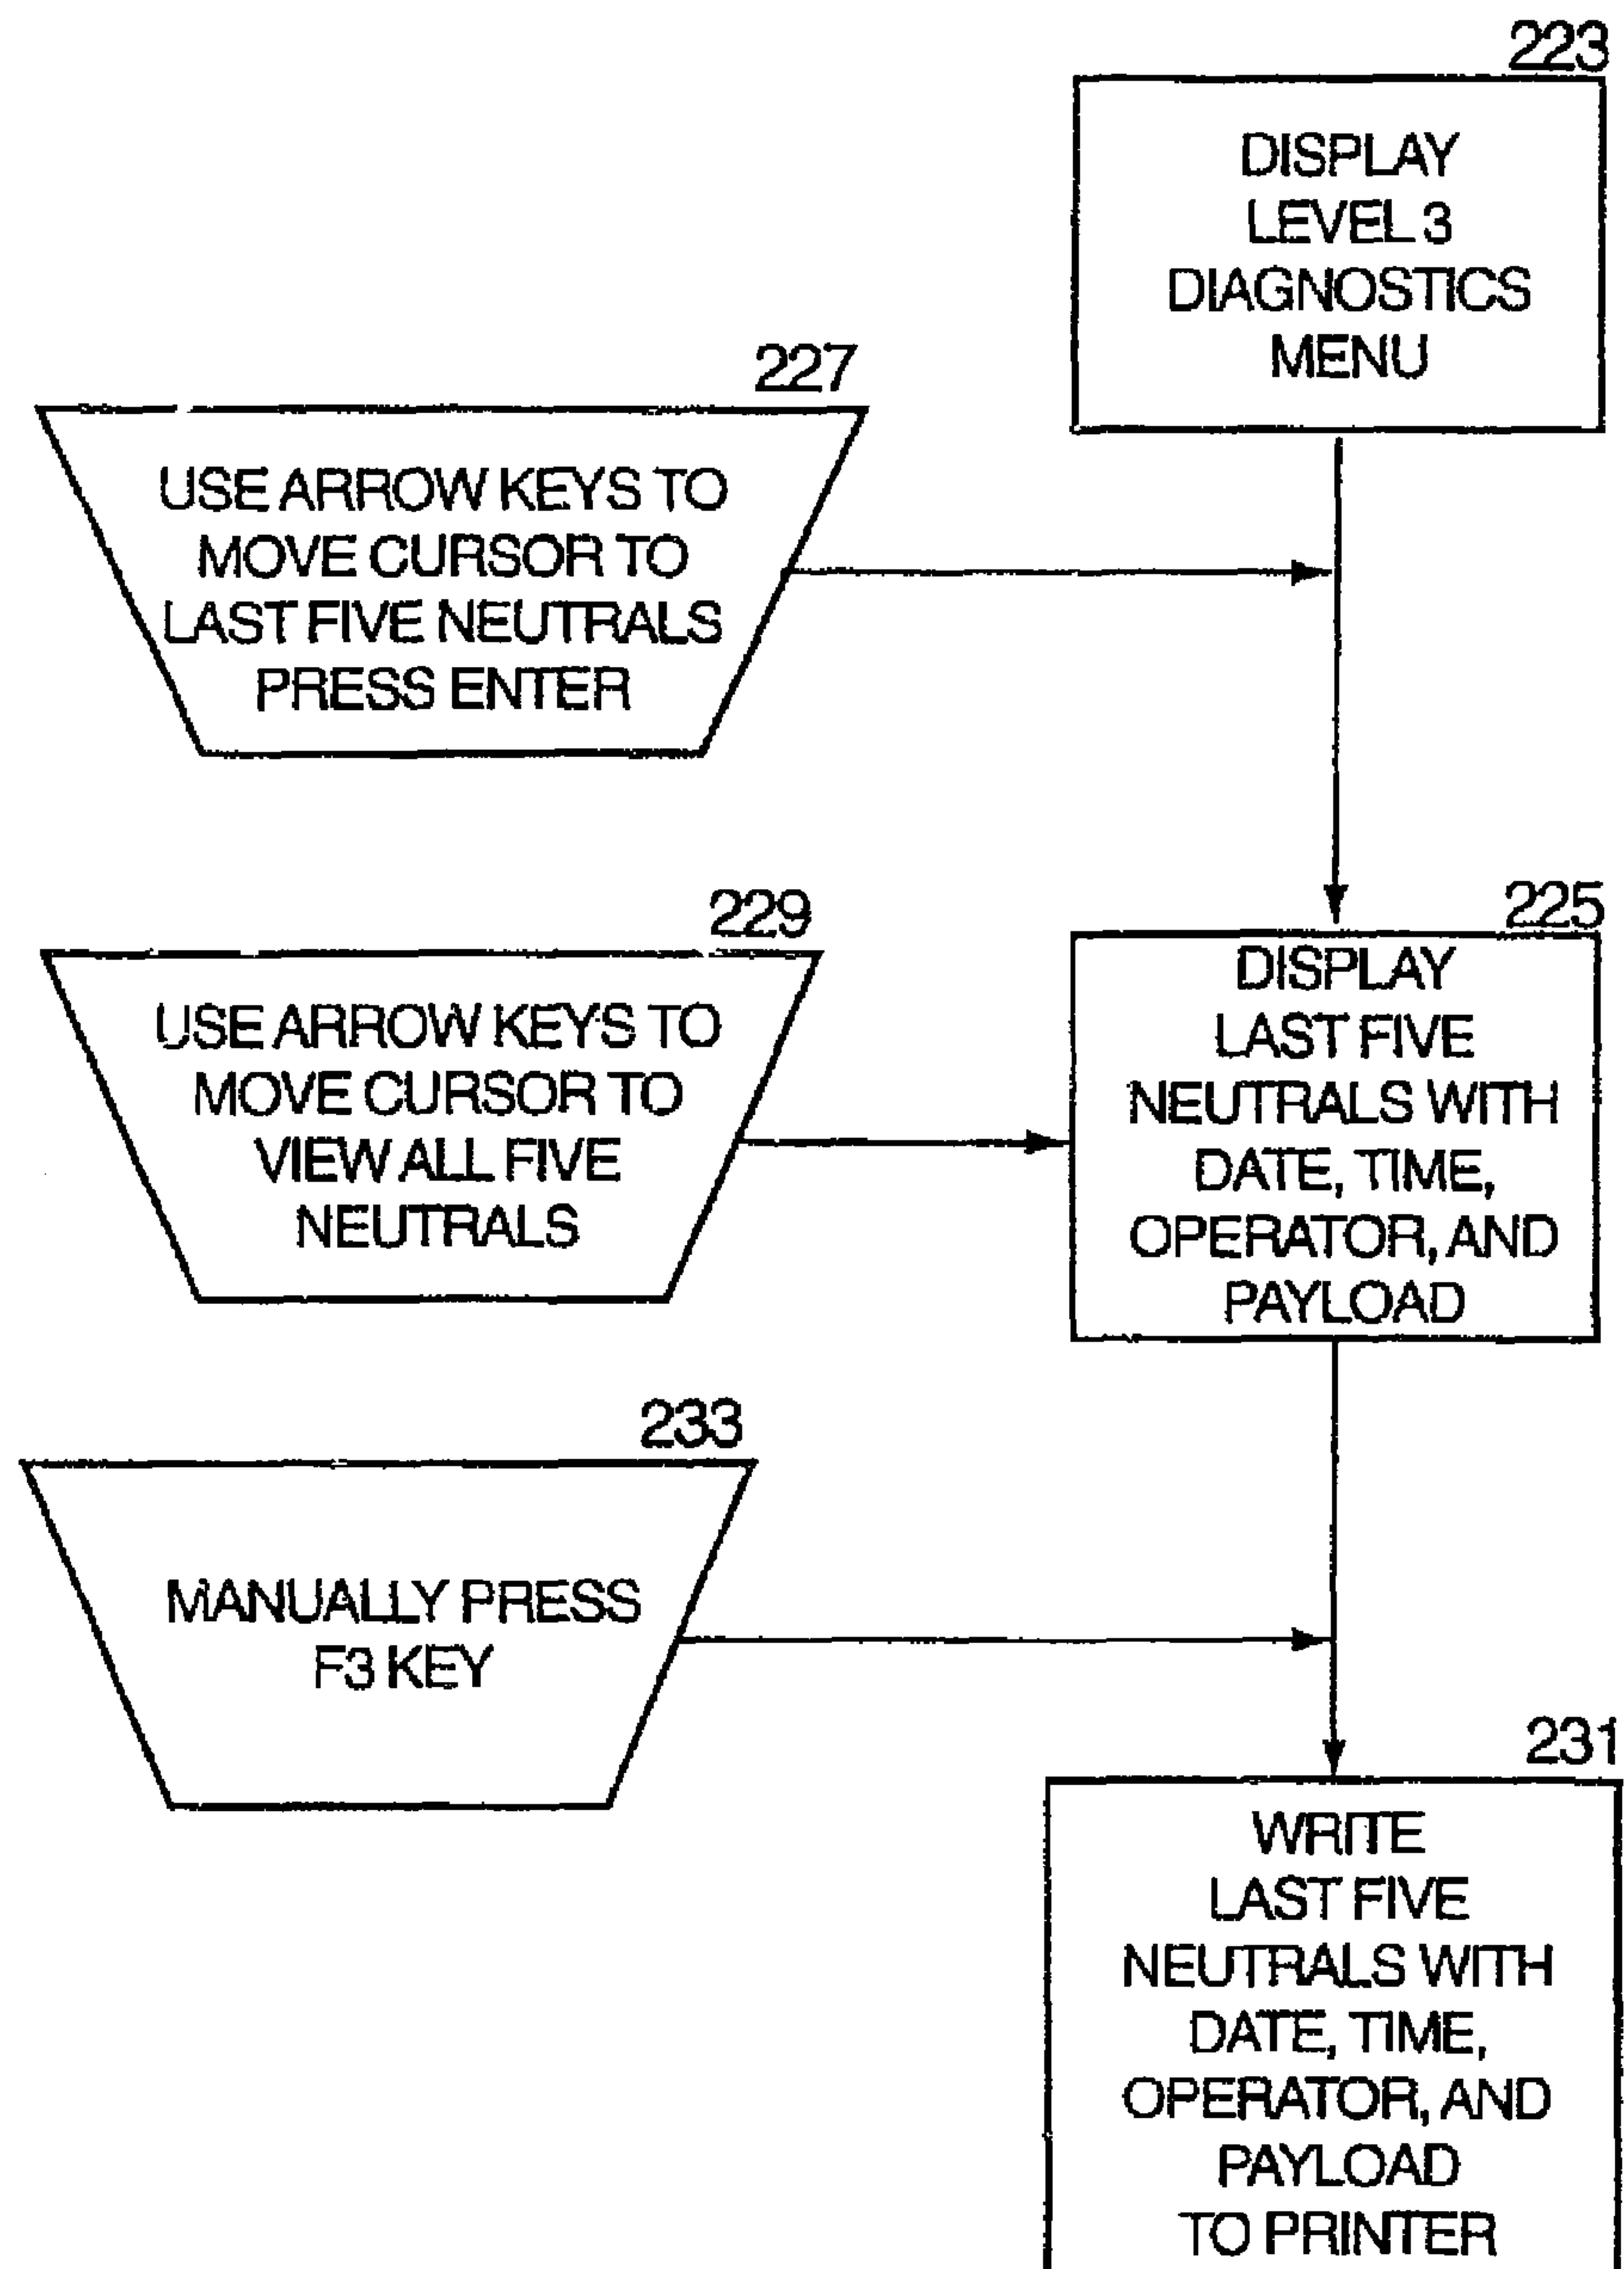 223
DISPLAY
LEVEL 3
DIAGNOSTICS
MENU
227
USE ARROW KEYS TO
MOVE CURSOR TO
LAST FIVE NEUTRALS
PRESS ENTER
229
USE ARROW KEYS TO
MOVE CURSOR TO
VIEW ALL FIVE
NEUTRALS
225
DISPLAY
LAST FIVE
NEUTRALS WITH
DATE, TIME,
OPERATOR, AND
PAYLOAD
233
MANUALLY PRESS
F3 KEY
231
WRITE
LAST FIVE
NEUTRALS WITH
DATE, TIME,
OPERATOR, AND
PAYLOAD
TO PRINTER